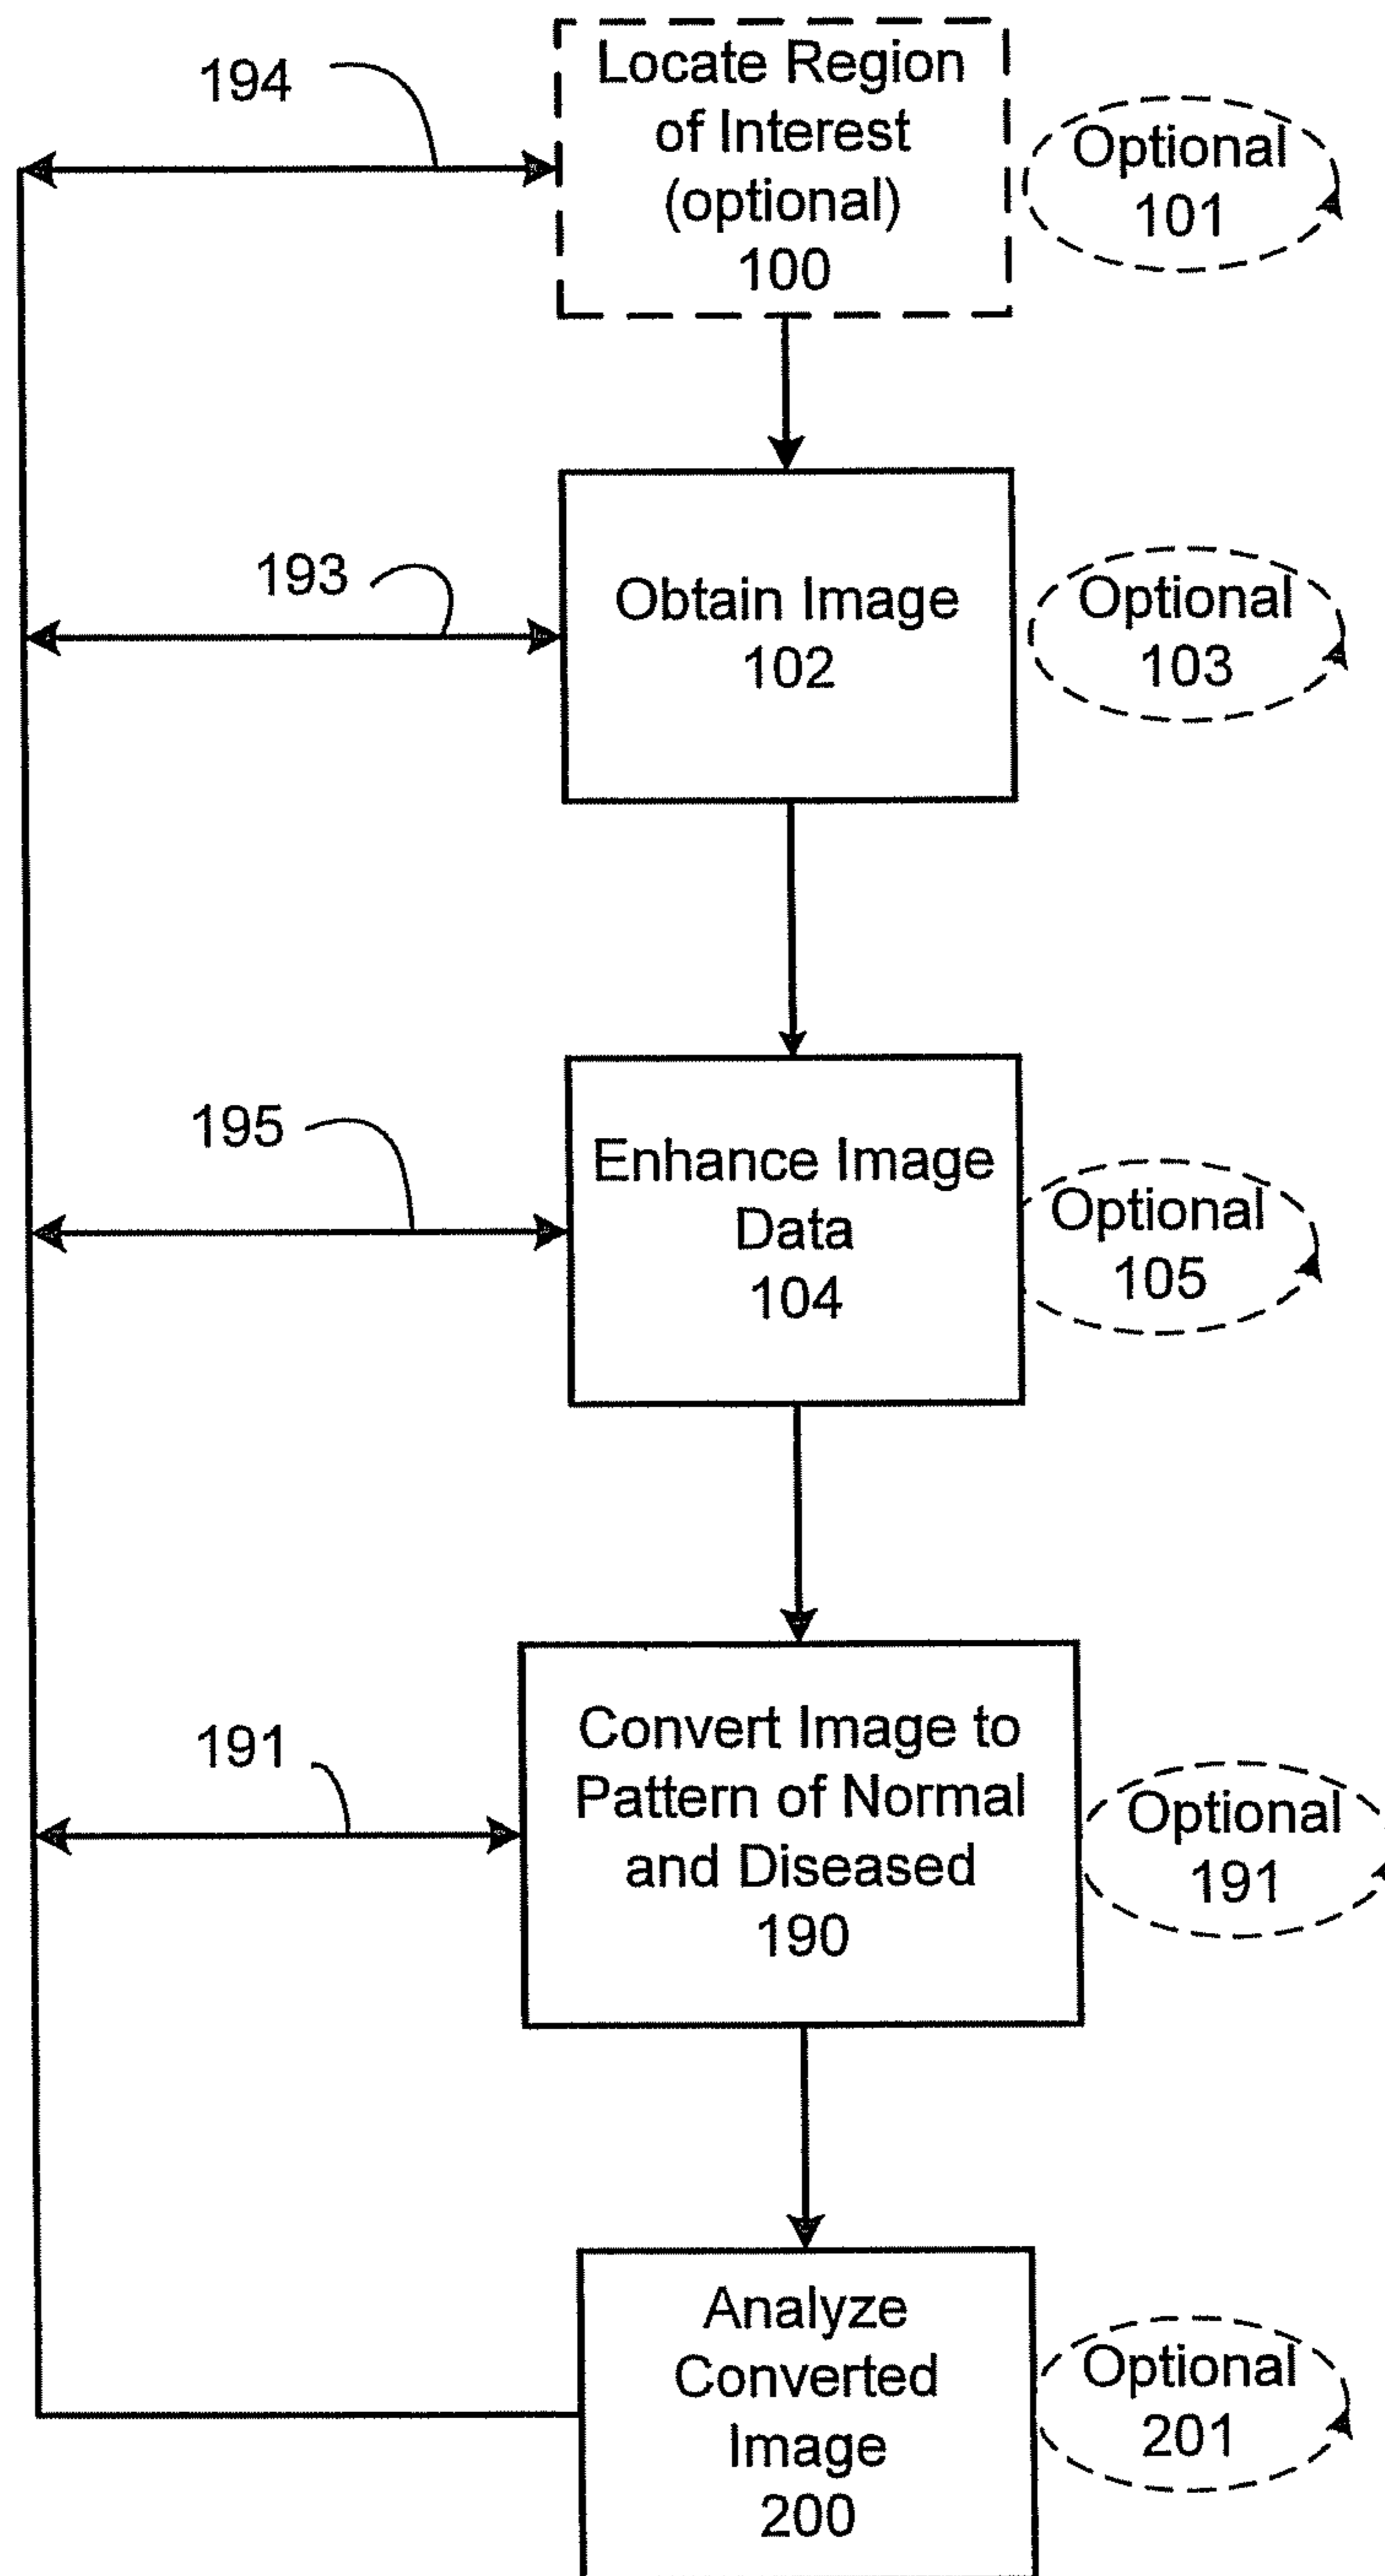 194
Locate Region
of Interest
(optional)
100
Optional
101
193
Obtain Image
102
Optional
103
195
Enhance Image
Data
104
Optional
105
191
Convert Image to
Pattern of Normal
and Diseased
190
Optional
191
Analyze
Converted
Image
200
Optional
201